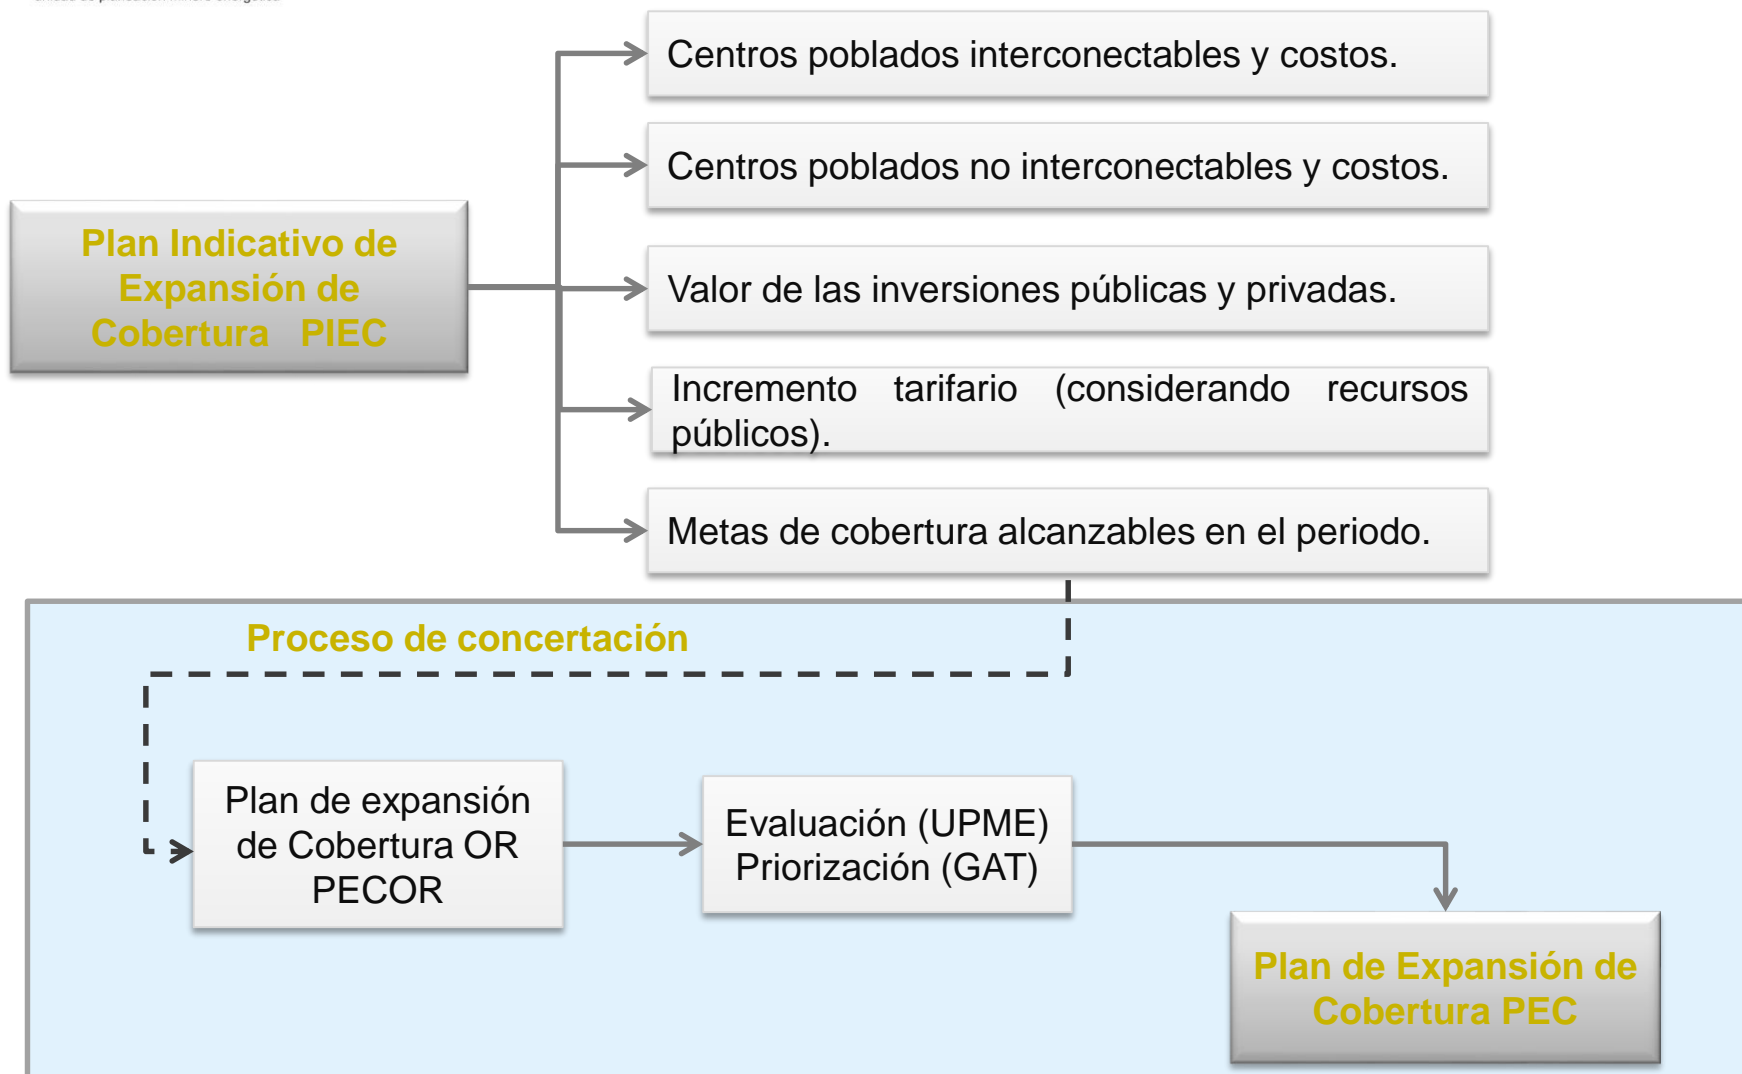 Centros poblados interconectables y costos.
Centros poblados no interconectables y costos.
Plan Indicativo de
Expansión de
Cobertura PIEC
Valor de las inversiones públicas y privadas.
Incremento tarifario (considerando recursos
públicos).
Metas de cobertura alcanzables en el periodo.
Proceso de concertación
Plan de expansión
de Cobertura OR
PECOR
Evaluación (UPME)
Priorización (GAT)
Plan de Expansión de
Cobertura PEC